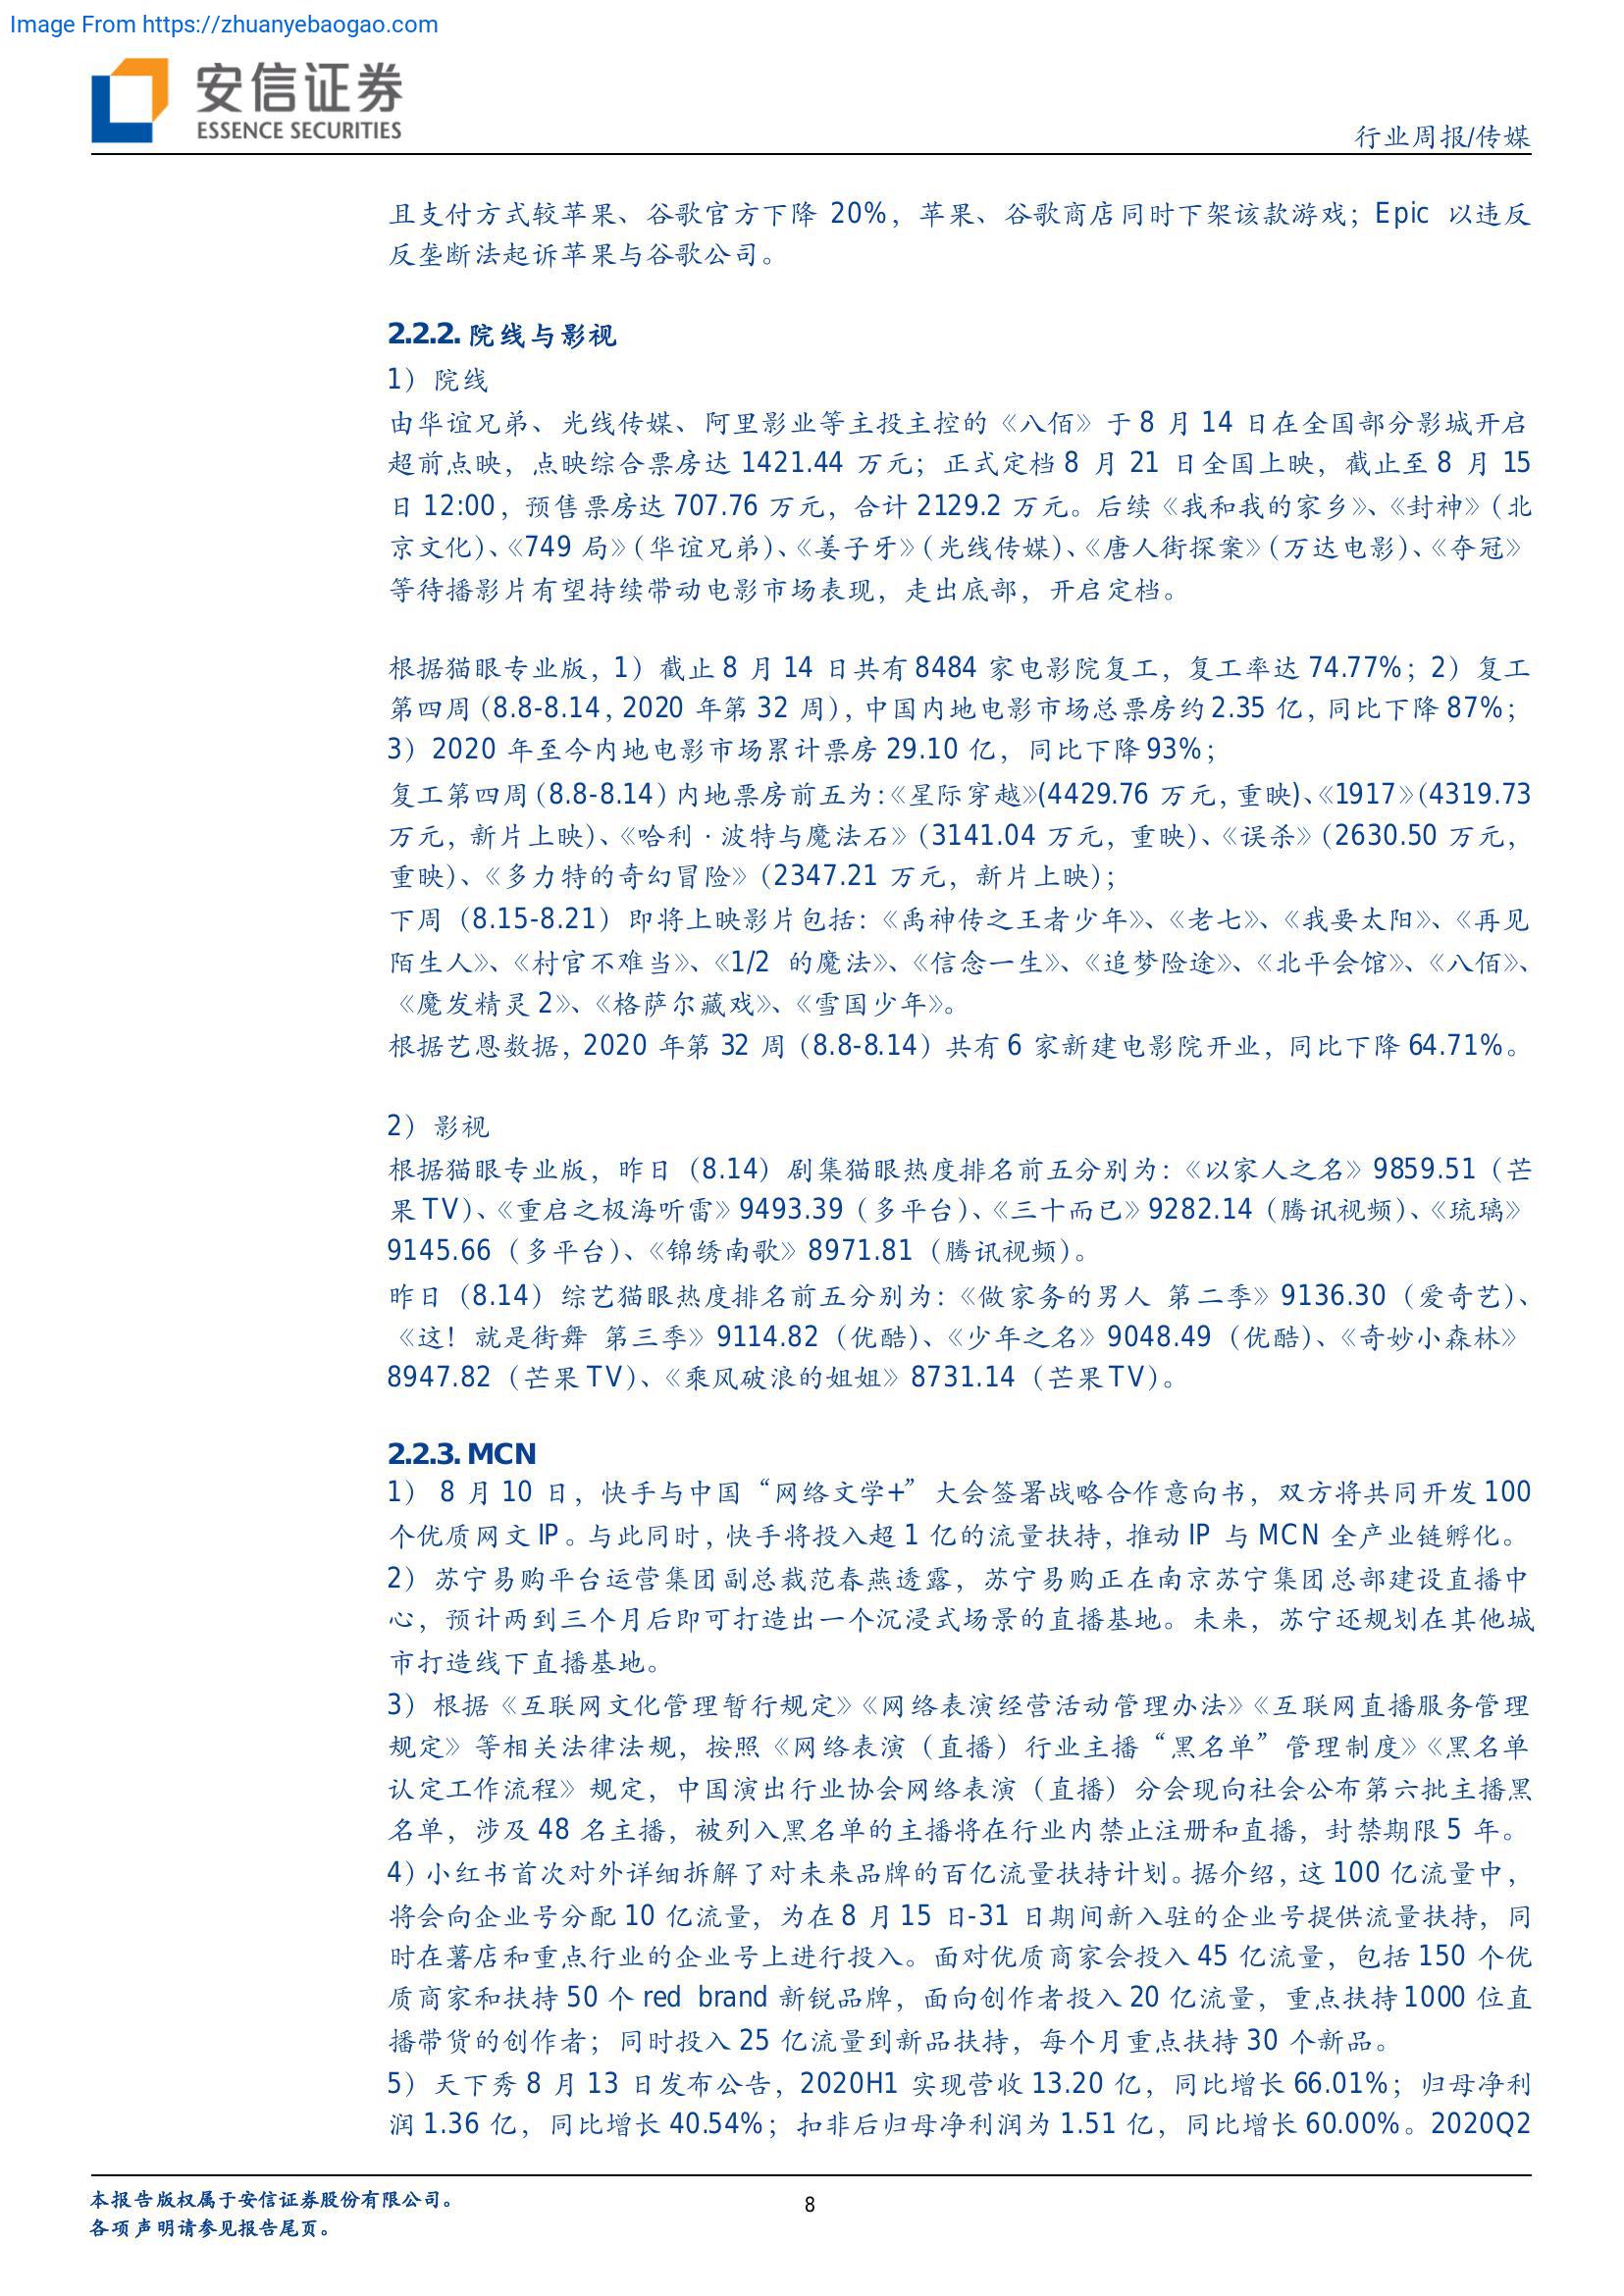 Image From https://zhuanyebaogao.com
安信证券
ESSENCE SECURITIES
行业周报/传媒
且支付方式较苹果、谷歌官方下降 20%，苹果、谷歌商店同时下架该款游戏；Epic 以违反
反垄断法起诉苹果与谷歌公司。
2.2.2. 院线与影视
1）院线
由华谊兄弟、光线传媒、阿里影业等主投主控的《八佰》于 8 月 14 日在全国部分影城开启
超前点映，点映综合票房达 1421.44 万元；正式定档 8 月 21 日全国上映，截止至 8 月 15
日 12:00，预售票房达 707.76 万元，合计 2129.2 万元。后续《我和我的家乡》、《封神》（北
京文化）、《749 局》（华谊兄弟）、《姜子牙》（光线传媒）、《唐人街探案》（万达电影）、《夺冠》
等待播影片有望持续带动电影市场表现，走出底部，开启定档。
根据猫眼专业版，1）截止 8 月 14 日共有 8484 家电影院复工，复工率达 74.77%；2）复工
第四周（8.8-8.14，2020 年第 32 周），中国内地电影市场总票房约 2.35 亿，同比下降 87%；
3）2020 年至今内地电影市场累计票房 29.10 亿，同比下降 93%；
复工第四周（8.8-8.14）内地票房前五为：《星际穿越》(4429.76 万元，重映)、《1917》（4319.73
万元，新片上映）、《哈利·波特与魔法石》（3141.04 万元，重映）、《误杀》（2630.50 万元，
重映）、《多力特的奇幻冒险》（2347.21 万元，新片上映）；
下周（8.15-8.21）即将上映影片包括：《禹神传之王者少年》、《老七》、《我要太阳》、《再见
陌生人》、《村官不难当》、《1/2 的魔法》、《信念一生》、《追梦险途》、《北平会馆》、《八佰》、
《魔发精灵 2》、《格萨尔藏戏》、《雪国少年》。
根据艺恩数据，2020 年第 32 周（8.8-8.14）共有 6 家新建电影院开业，同比下降 64.71%。
2）影视
根据猫眼专业版，昨日（8.14）剧集猫眼热度排名前五分别为：《以家人之名》9859.51（芒
果 TV）、《重启之极海听雷》9493.39（多平台）、《三十而已》9282.14（腾讯视频）、《琉璃》
9145.66（多平台）、《锦绣南歌》8971.81（腾讯视频）。
昨日（8.14）综艺猫眼热度排名前五分别为：《做家务的男人 第二季》9136.30（爱奇艺）、
《这！就是街舞 第三季》9114.82（优酷）、《少年之名》9048.49（优酷）、《奇妙小森林》
8947.82（芒果 TV）、《乘风破浪的姐姐》8731.14（芒果 TV）。
2.2.3. MCN
1） 8 月 10 日，快手与中国“网络文学+”大会签署战略合作意向书，双方将共同开发 100
个优质网文 IP。与此同时，快手将投入超 1 亿的流量扶持，推动 IP 与 MCN 全产业链孵化。
2）苏宁易购平台运营集团副总裁范春燕透露，苏宁易购正在南京苏宁集团总部建设直播中
心，预计两到三个月后即可打造出一个沉浸式场景的直播基地。未来，苏宁还规划在其他城
市打造线下直播基地。
3）根据《互联网文化管理暂行规定》《网络表演经营活动管理办法》《互联网直播服务管理
规定》等相关法律法规，按照《网络表演（直播）行业主播“黑名单”管理制度》《黑名单
认定工作流程》规定，中国演出行业协会网络表演（直播）分会现向社会公布第六批主播黑
名单，涉及 48 名主播，被列入黑名单的主播将在行业内禁止注册和直播，封禁期限 5 年。
4）小红书首次对外详细拆解了对未来品牌的百亿流量扶持计划。据介绍，这 100 亿流量中，
将会向企业号分配 10 亿流量，为在 8 月 15 日-31 日期间新入驻的企业号提供流量扶持，同
时在薯店和重点行业的企业号上进行投入。面对优质商家会投入 45 亿流量，包括 150 个优
质商家和扶持 50 个 red brand 新锐品牌，面向创作者投入 20 亿流量，重点扶持 1000 位直
播带货的创作者；同时投入 25 亿流量到新品扶持，每个月重点扶持 30 个新品。
5）天下秀 8 月 13 日发布公告，2020H1 实现营收 13.20 亿，同比增长 66.01%；归母净利
润 1.36 亿，同比增长 40.54%；扣非后归母净利润为 1.51 亿，同比增长 60.00%。2020Q2
本报告版权属于安信证券股份有限公司。
8
各项声明请参见报告尾页。